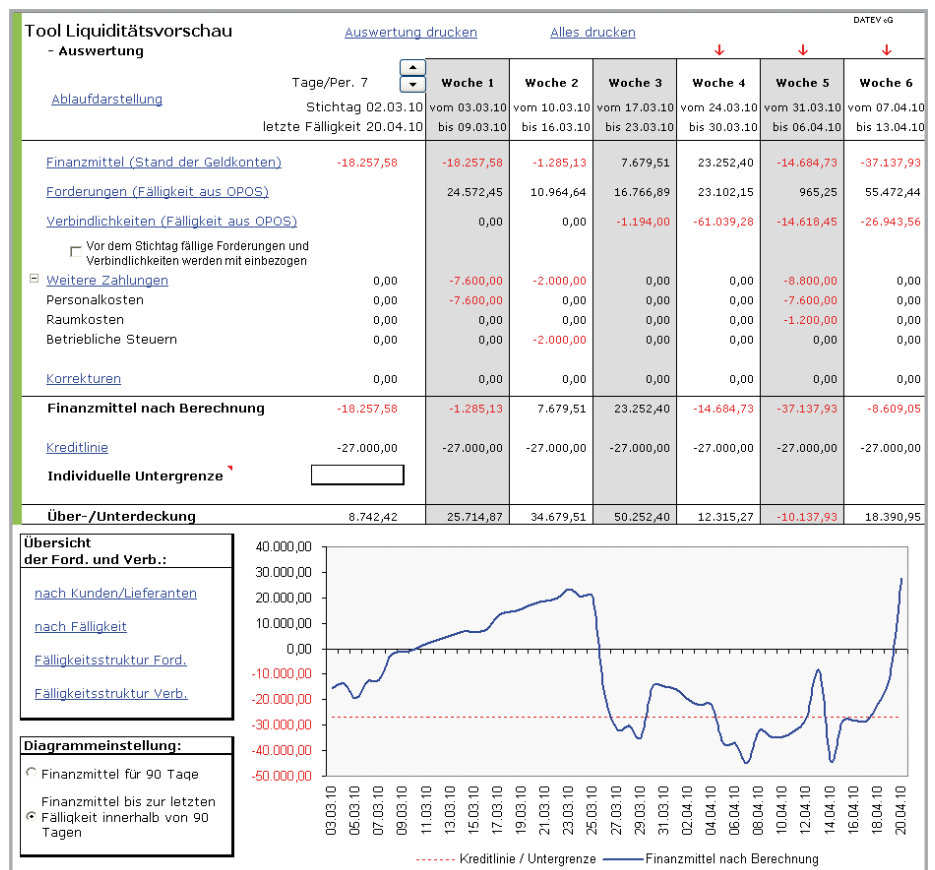 DATEV eG
Tool Liquiditätsvorschau Auswertung drucken Alles drucken
- Auswertung
Tage/Per. 7 Woche 1 Woche 2 Woche 3 Woche 4 Woche 5 Woche 6
Ablaufdarstellung
Stichtag 02.03.10 vom 03.03.10 vom 10.03.10 vom 17.03.10 vom 24.03.10 vom 31.03.10 vom 07.04.10
letzte Fälligkeit 20.04.10 bis 09.03.10 bis 16.03.10 bis 23.03.10 bis 30.03.10 bis 06.04.10 bis 13.04.10
Finanzmittel (Stand der Geldkonten) -18.257,58 -18.257,58 -1.285,13 7.679,51 23.252,40 -14.684,73 -37.137,93
Forderungen (Fälligkeit aus OPOS) 24.572,45 10.964,64 16.766,89 23.102,15 965,25 55.472,44
Verbindlichkeiten (Fälligkeit aus OPOS) 0,00 0,00 -1.194,00 -61.039,28 -14.618,45 -26.943,56
Vor dem Stichtag fällige Forderungen und
Verbindlichkeiten werden mit einbezogen
Weitere Zahlungen 0,00 -7.600,00 -2.000,00 0,00 0,00 -8.800,00 0,00
Personalkosten 0,00 -7.600,00 0,00 0,00 0,00 -7.600,00 0,00
Raumkosten 0,00 0,00 0,00 0,00 0,00 -1.200,00 0,00
Betriebliche Steuern 0,00 0,00 -2.000,00 0,00 0,00 0,00 0,00
Korrekturen 0,00 0,00 0,00 0,00 0,00 0,00 0,00
Finanzmittel nach Berechnung -18.257,58 -1.285,13 7.679,51 23.252,40 -14.684,73 -37.137,93 -8.609,05
Kreditlinie -27.000,00 -27.000,00 -27.000,00 -27.000,00 -27.000,00 -27.000,00 -27.000,00
Individuelle Untergrenze
Über-/Unterdeckung 8.742,42 25.714,87 34.679,51 50.252,40 12.315,27 -10.137,93 18.390,95
Übersicht
der Ford. und Verb.:
nach Kunden/Lieferanten
nach Fälligkeit
Fälligkeitsstruktur Ford.
Fälligkeitsstruktur Verb.
Diagrammeinstellung:
Finanzmittel für 90 Tage
Finanzmittel bis zur letzten
Fälligkeit innerhalb von 90
Tagen
40.000,00
30.000,00
20.000,00
10.000,00
0,00
-10.000,00
-20.000,00
-30.000,00
-40.000,00
-50.000,00
03.03.10 05.03.10 07.03.10 09.03.10 11.03.10 13.03.10 15.03.10 17.03.10 19.03.10 21.03.10 23.03.10 25.03.10 27.03.10 29.03.10 31.03.10 02.04.10 04.04.10 06.04.10 08.04.10 10.04.10 12.04.10 14.04.10 16.04.10 18.04.10 20.04.10
Kreditlinie / Untergrenze Finanzmittel nach Berechnung